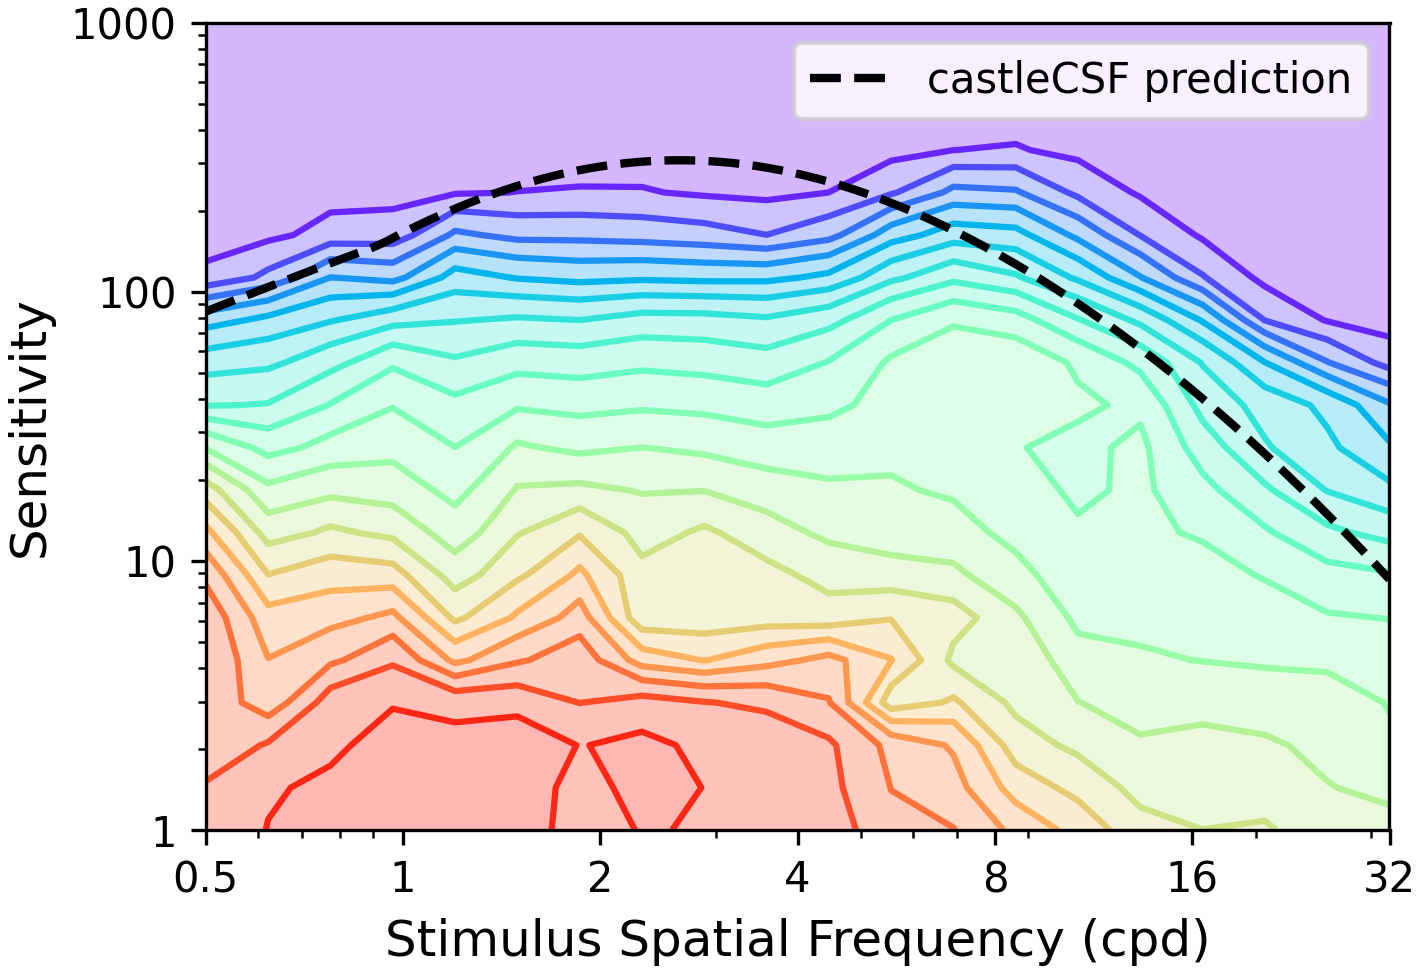 1000
castleCSF prediction
100
Sensitivity
10
1
0.5 1 2 4 8 16 32
Stimulus Spatial Frequency (cpd)